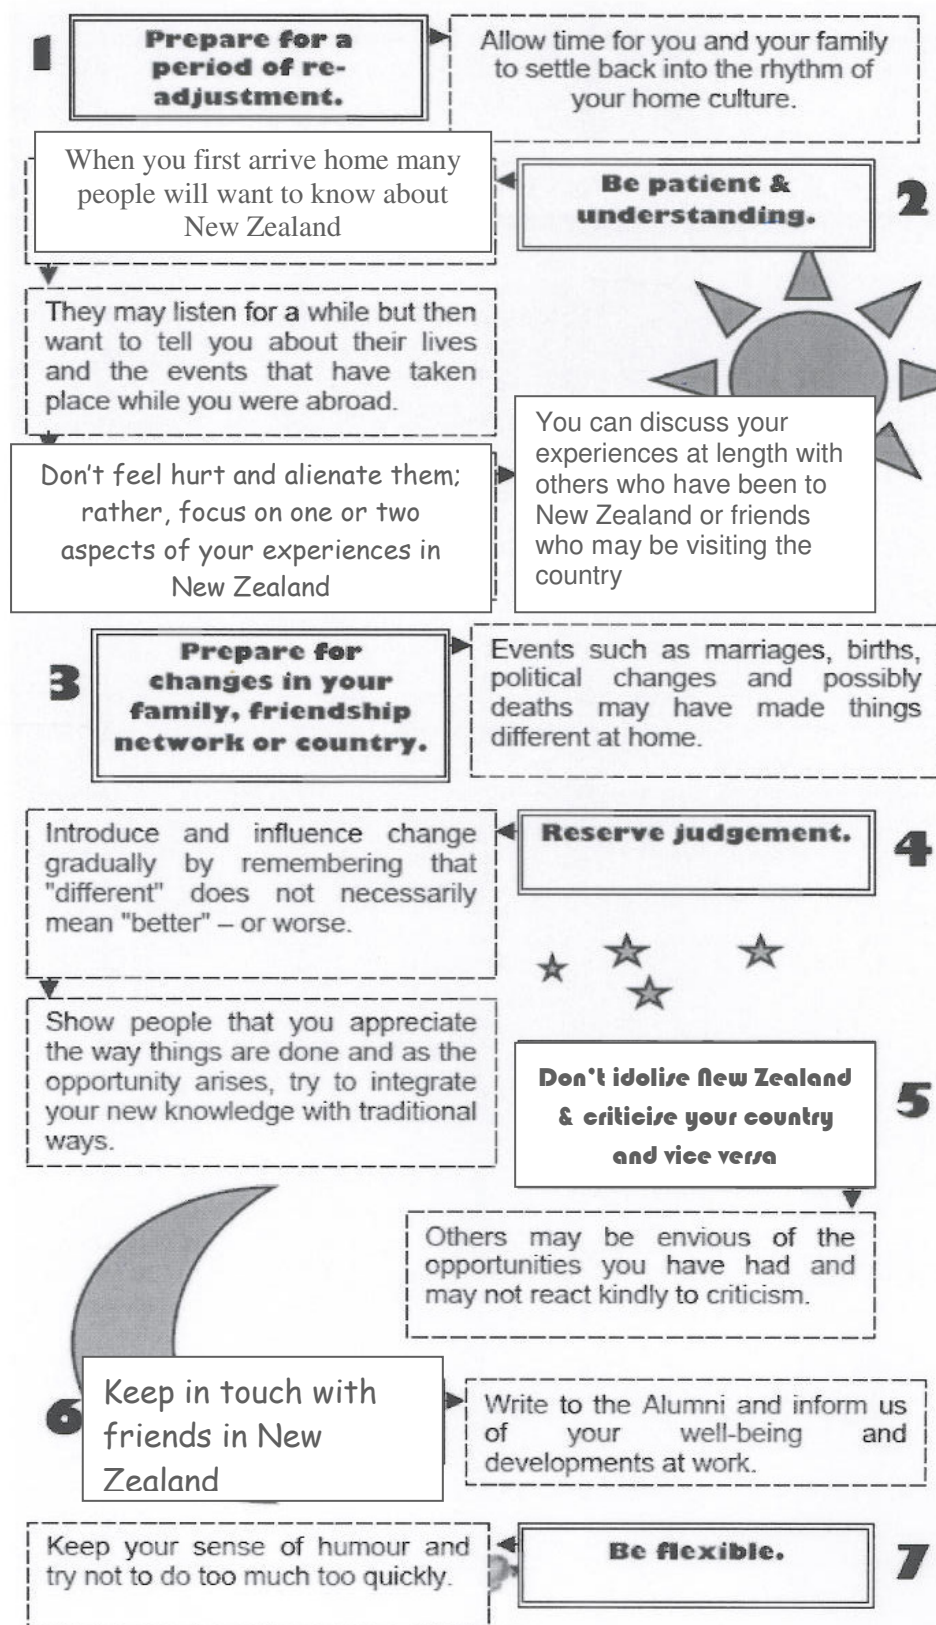 1
Prepare for a
period of re-
adjustment.
Allow time for you and your family
to settle back into the rhythm of
your home culture.
Be patient &
understanding.
2
When you first arrive home many
people will want to know about
New Zealand
They may listen for a while but then
want to tell you about their lives
and the events that have taken
place while you were abroad.
Don't feel hurt and alienate them;
rather, focus on one or two
aspects of your experiences in
New Zealand
You can discuss your
experiences at length with
others who have been to
New Zealand or friends
who may be visiting the
country
3
Prepare for
changes in your
family, friendship
network or country.
Events such as marriages, births,
political changes and possibly
deaths may have made things
different at home.
Reserve judgement.
4
Introduce and influence change
gradually by remembering that
"different" does not necessarily
mean "better" – or worse.
Show people that you appreciate
the way things are done and as the
opportunity arises, try to integrate
your new knowledge with traditional
ways.
Don't idolise New Zealand
& criticise your country
and vice versa
5
Others may be envious of the
opportunities you have had and
may not react kindly to criticism.
6
Keep in touch with
friends in New
Zealand
Write to the Alumni and inform us
of your well-being and
developments at work.
Be flexible.
7
Keep your sense of humour and
try not to do too much too quickly.